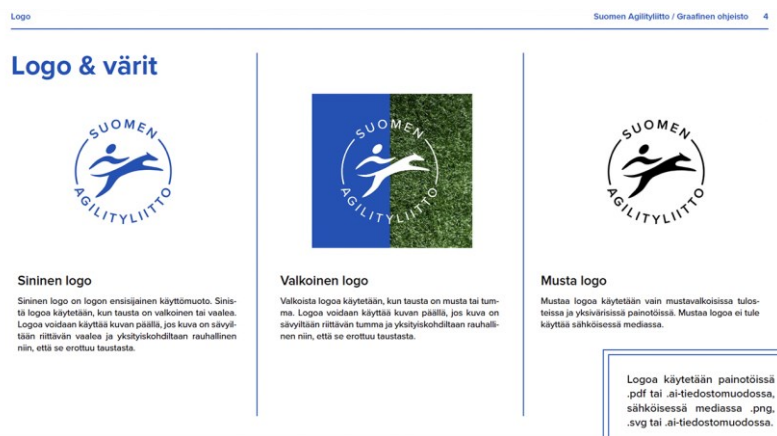 Logo
Suomen Agilityliitto / Graafinen ohjeisto 4
Logo & värit
SUOMEN
AGILITYLIITTO
Sininen logo
Sininen logo on logon ensisijainen käyttömuoto. Sinis-
tä logoa käytetään, kun tausta on valkoinen tai vaalea.
Logoa voidaan käyttää kuvan päällä, jos kuva on sävyil-
tään riittävän vaalea ja yksityiskohdiltaan rauhallinen
niin, että se erottuu taustasta.
SUOMEN
AGILITYLIITTO
Valkoinen logo
Valkoista logoa käytetään, kun tausta on musta tai tum-
ma. Logoa voidaan käyttää kuvan päällä, jos kuva on
sävyiltään riittävän tumma ja yksityiskohdiltaan rauhalli-
nen niin, että se erottuu taustasta.
SUOMEN
AGILITYLIITTO
Musta logo
Mustaa logoa käytetään vain mustavalkoisissa tulos-
teissa ja yksivärisissä painotöissä. Mustaa logoa ei tule
käyttää sähköisessä mediassa.
Logoa käytetään painotöissä
.pdf tai .ai-tiedostomuodossa,
sähköisessä mediassa .png,
.svg tai .ai-tiedostomuodossa.